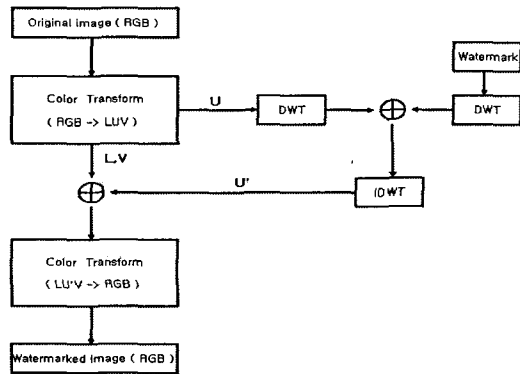 Original Image ( RGB )
Watermark
Color Transform
( RGB -> LUV )
U
DWT
DWT
L,V
U'
IDWT
Color Transform
( LU'V -> RGB )
Watermarked Image ( RGB )